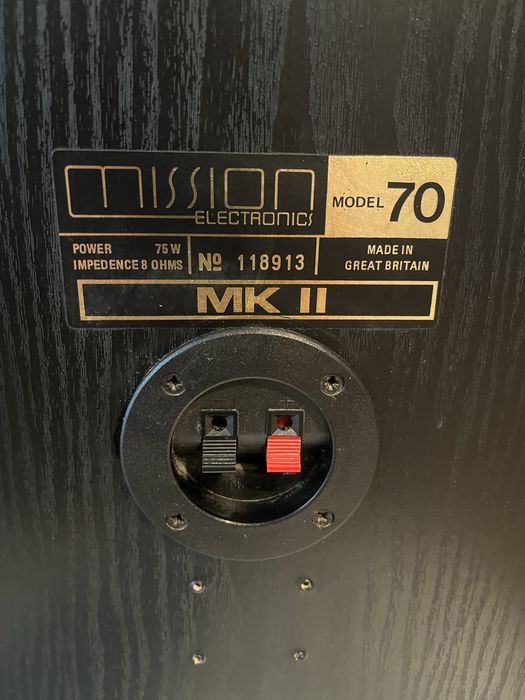 mission
ELECTRONICS
MODEL 70
POWER 75 W
IMPEDENCE 8 OHMS
Nº 118913
MADE IN
GREAT BRITAIN
MK II